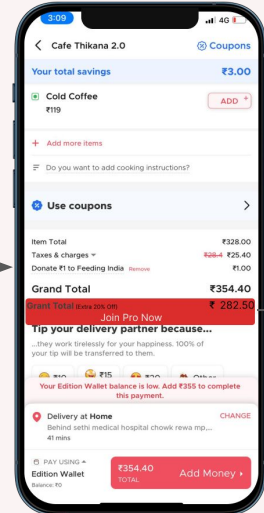 3:09
4G
Cafe Thikana 2.0
Coupons
Your total savings ₹3.00
Cold Coffee
₹119
ADD +
+ Add more items
Do you want to add cooking instructions?
Use coupons
Item Total ₹328.00
Taxes & charges ₹28.4 ₹25.40
Donate ₹1 to Feeding India Remove ₹1.00
Grand Total ₹354.40
Grant Total (Extra 20% Off) ₹ 282.50
Join Pro Now
Tip your delivery partner because...
...they work tirelessly for your happiness. 100% of
your tip will be transferred to them.
₹10 ₹15 ₹20 Other
Your Edition Wallet balance is low. Add ₹355 to complete
this payment.
Delivery at Home CHANGE
Behind sethi medical hospital chowk rewa mp,...
41 mins
PAY USING
Edition Wallet
Balance: ₹0
₹354.40
TOTAL
Add Money